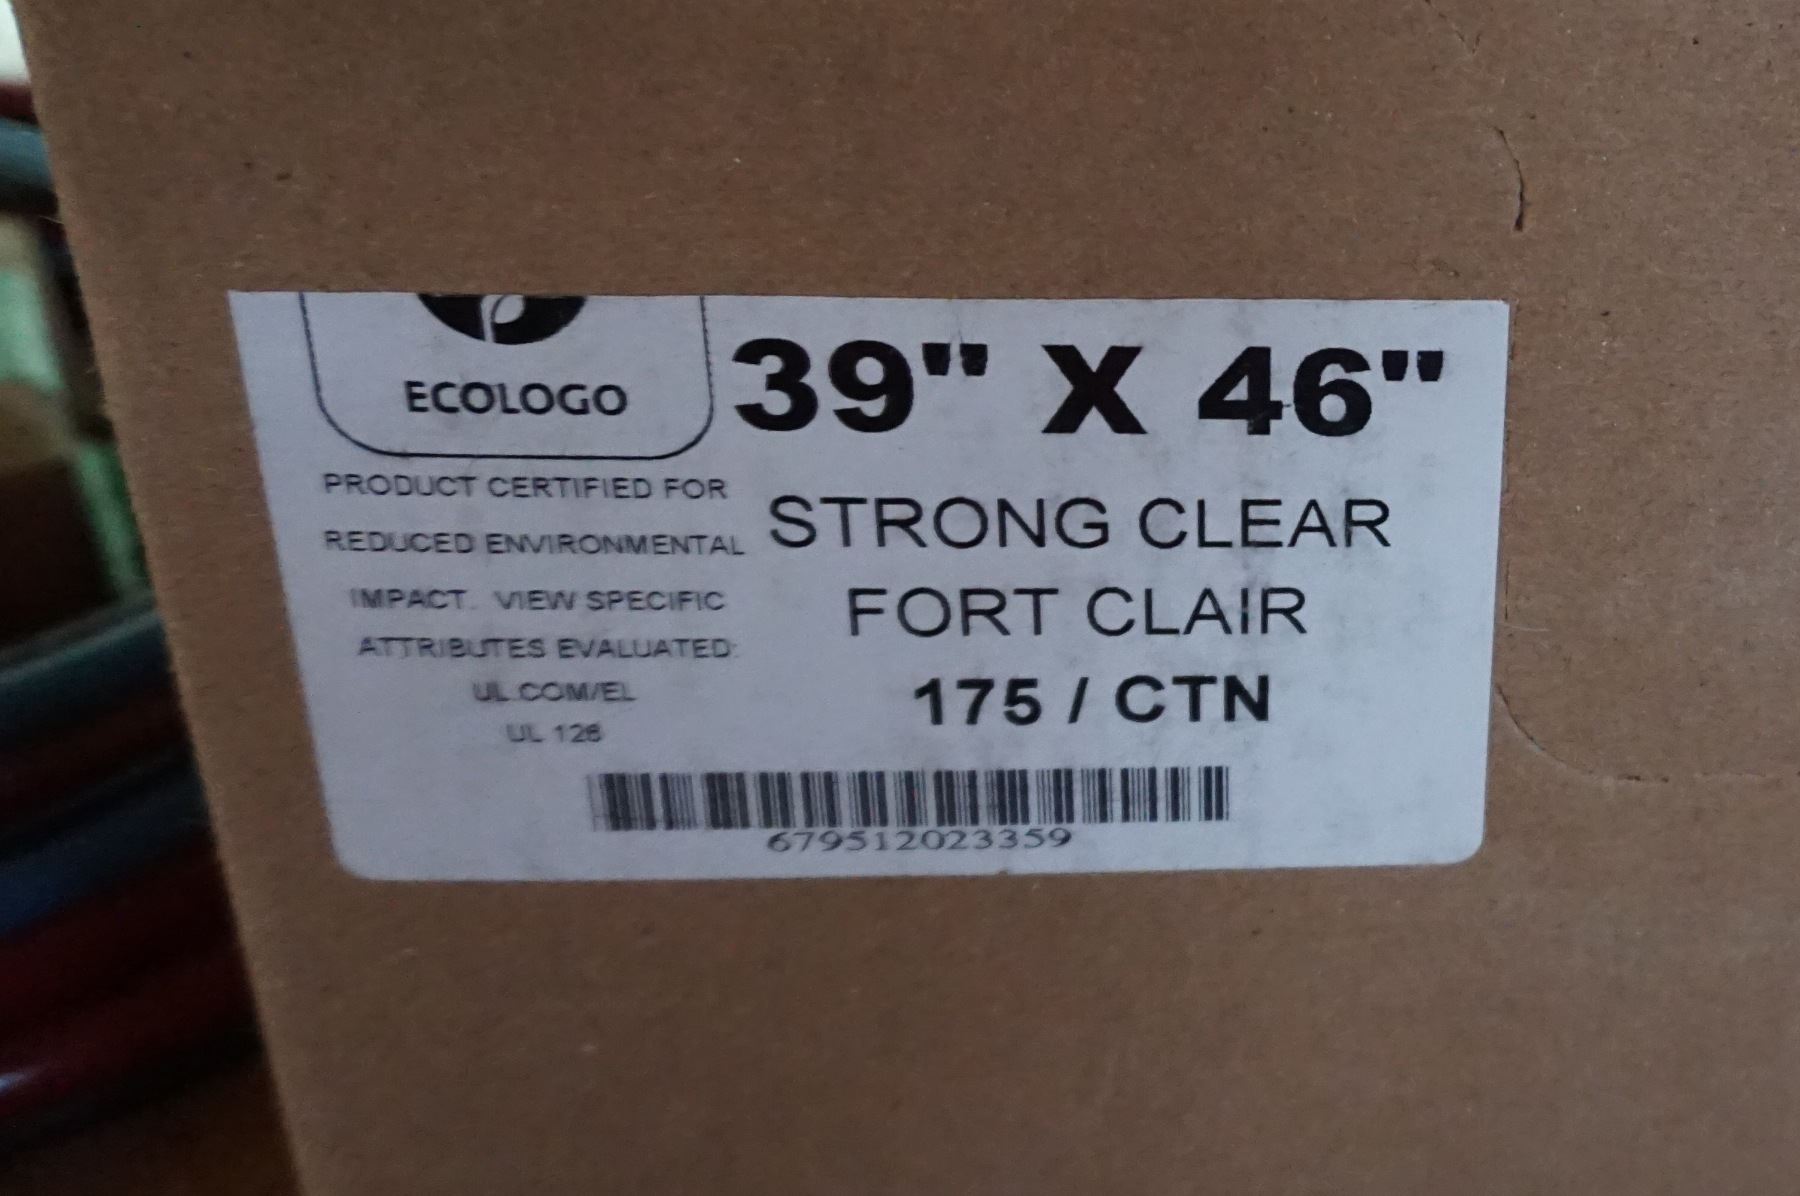 ECOLOGO
PRODUCT CERTIFIED FOR
REDUCED ENVIRONMENTAL
IMPACT. VIEW SPECIFIC
ATTRIBUTES EVALUATED:
UL.COM/EL
UL 126
39" X 46"
STRONG CLEAR
FORT CLAIR
175 / CTN
679512023359